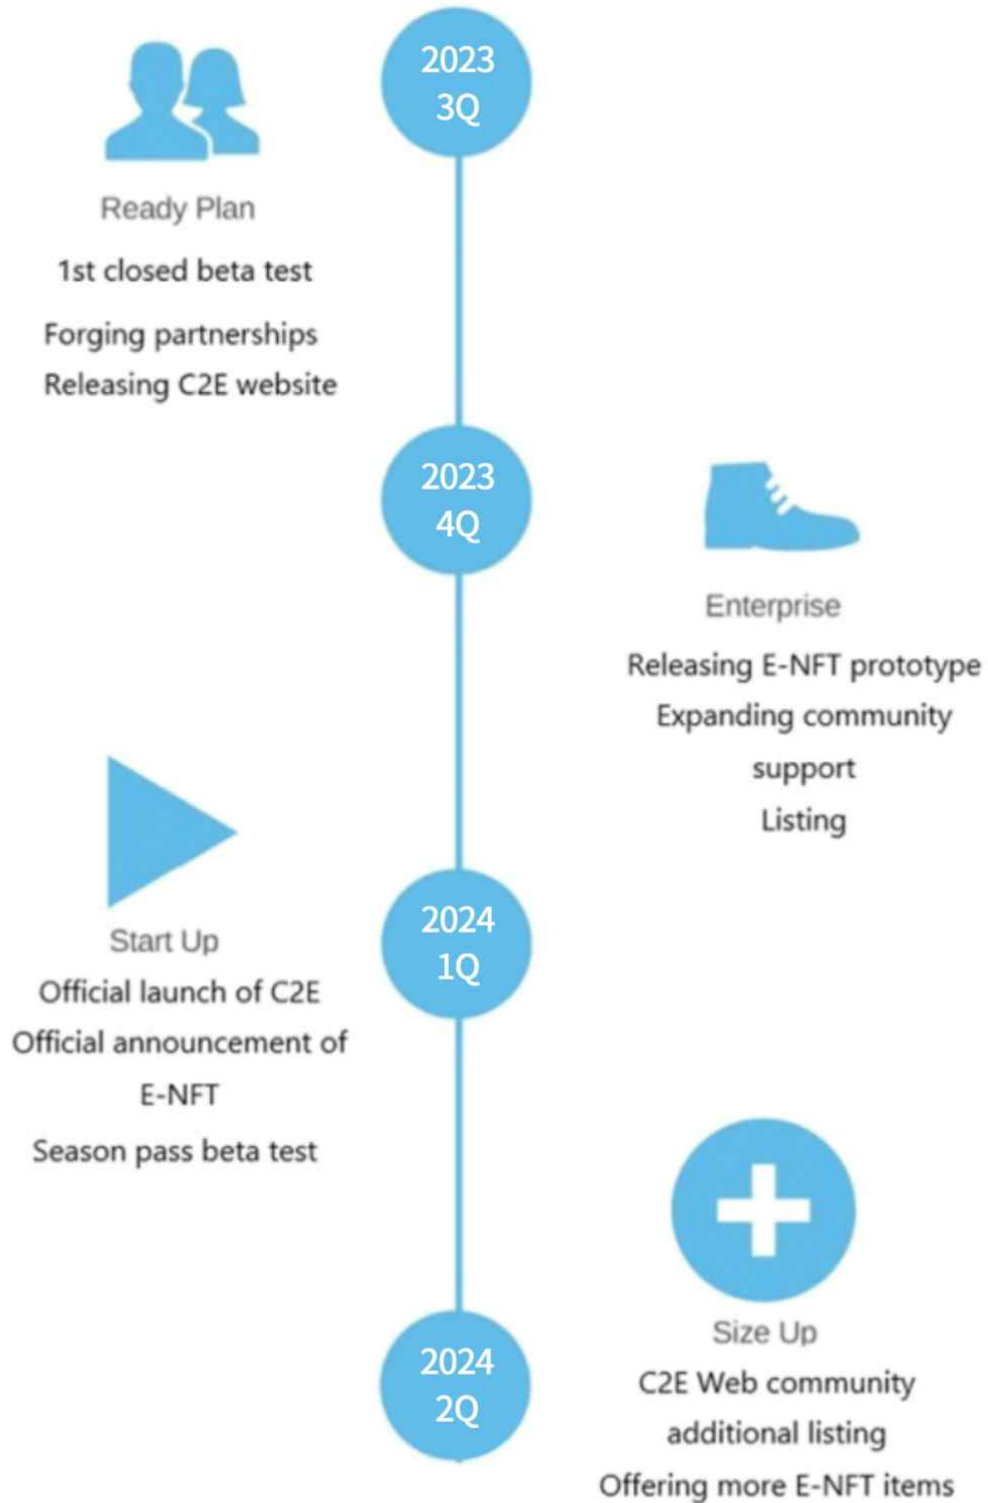 2023
3Q
Ready Plan
1st closed beta test
Forging partnerships
Releasing C2E website
2023
4Q
Enterprise
Releasing E-NFT prototype
Expanding community
support
Listing
2024
1Q
Start Up
Official launch of C2E
Official announcement of
E-NFT
Season pass beta test
2024
2Q
Size Up
C2E Web community
additional listing
Offering more E-NFT items